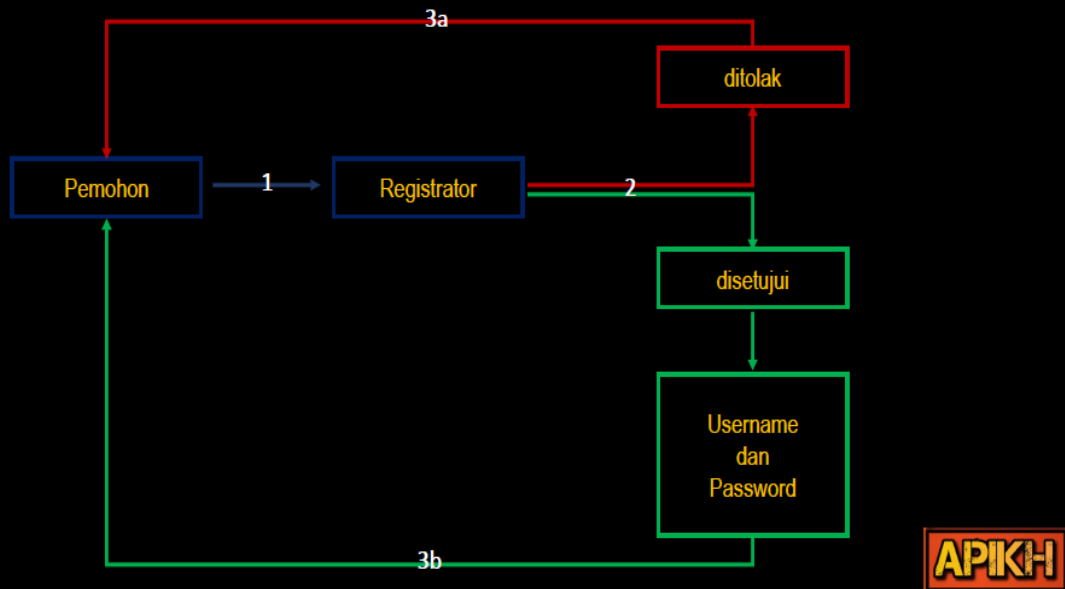 3a
ditolak
Pemohon
1
Registrator
2
disetujui
Username
dan
Password
3b
APIKH